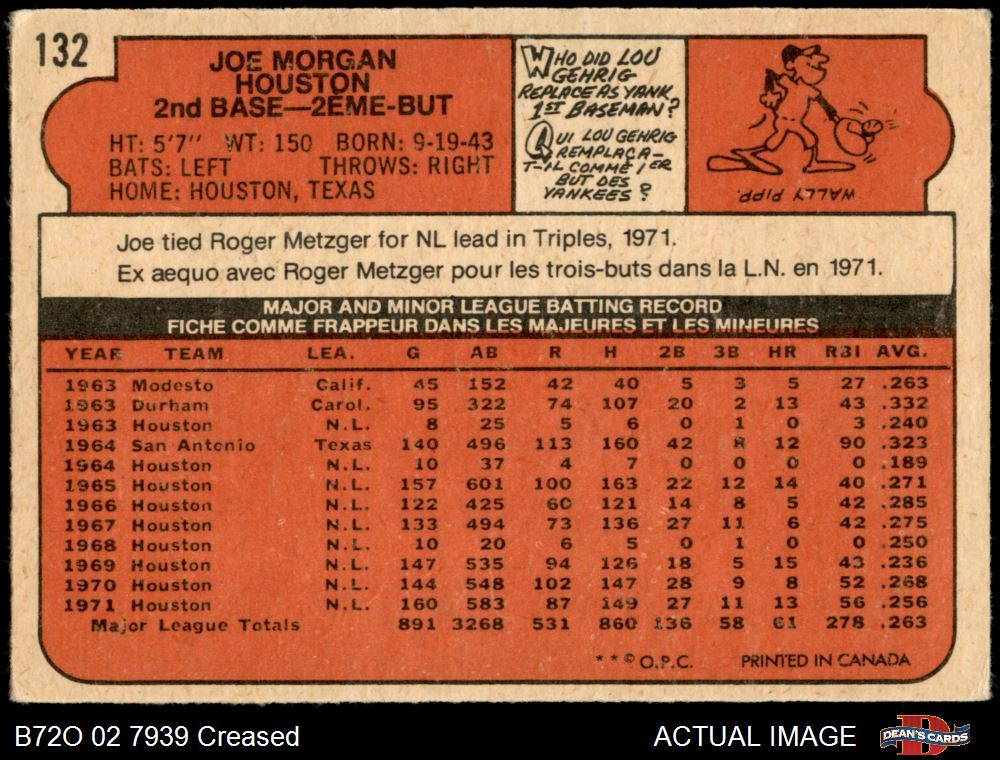 132
JOE MORGAN
HOUSTON
2nd BASE—2EME-BUT
HT: 5'7" WT: 150 BORN: 9-19-43
BATS: LEFT THROWS: RIGHT
HOME: HOUSTON, TEXAS
WHO DID LOU
GEHRIG
REPLACE AS YANK,
1ST BASEMAN?
QUI LOU GEHRIG
REMPLAÇA-
T-IL COMME 1ER
BUT DES
YANKEES?
WALLY PIPP.
Joe tied Roger Metzger for NL lead in Triples, 1971.
Ex aequo avec Roger Metzger pour les trois-buts dans la L.N. en 1971.
MAJOR AND MINOR LEAGUE BATTING RECORD
FICHE COMME FRAPPEUR DANS LES MAJEURES ET LES MINEURES
YEAR TEAM LEA. G AB R H 2B 3B HR RBI AVG.
1963 Modesto Calif. 45 152 42 40 5 3 5 27 .263
1963 Durham Carol. 95 322 74 107 20 2 13 43 .332
1963 Houston N.L. 8 25 5 6 0 1 0 3 .240
1964 San Antonio Texas 140 496 113 160 42 8 12 90 .323
1964 Houston N.L. 10 37 4 7 0 0 0 0 .189
1965 Houston N.L. 157 601 100 163 22 12 14 40 .271
1966 Houston N.L. 122 425 60 121 14 8 5 42 .285
1967 Houston N.L. 133 494 73 136 27 11 6 42 .275
1968 Houston N.L. 10 20 6 5 0 1 0 0 .250
1969 Houston N.L. 147 535 94 126 18 5 15 43 .236
1970 Houston N.L. 144 548 102 147 28 9 8 52 .268
1971 Houston N.L. 160 583 87 149 27 11 13 56 .256
Major League Totals 891 3268 531 860 136 58 61 278 .263
**© O.P.C. PRINTED IN CANADA
B72O 02 7939 Creased ACTUAL IMAGE D DEAN'S CARDS